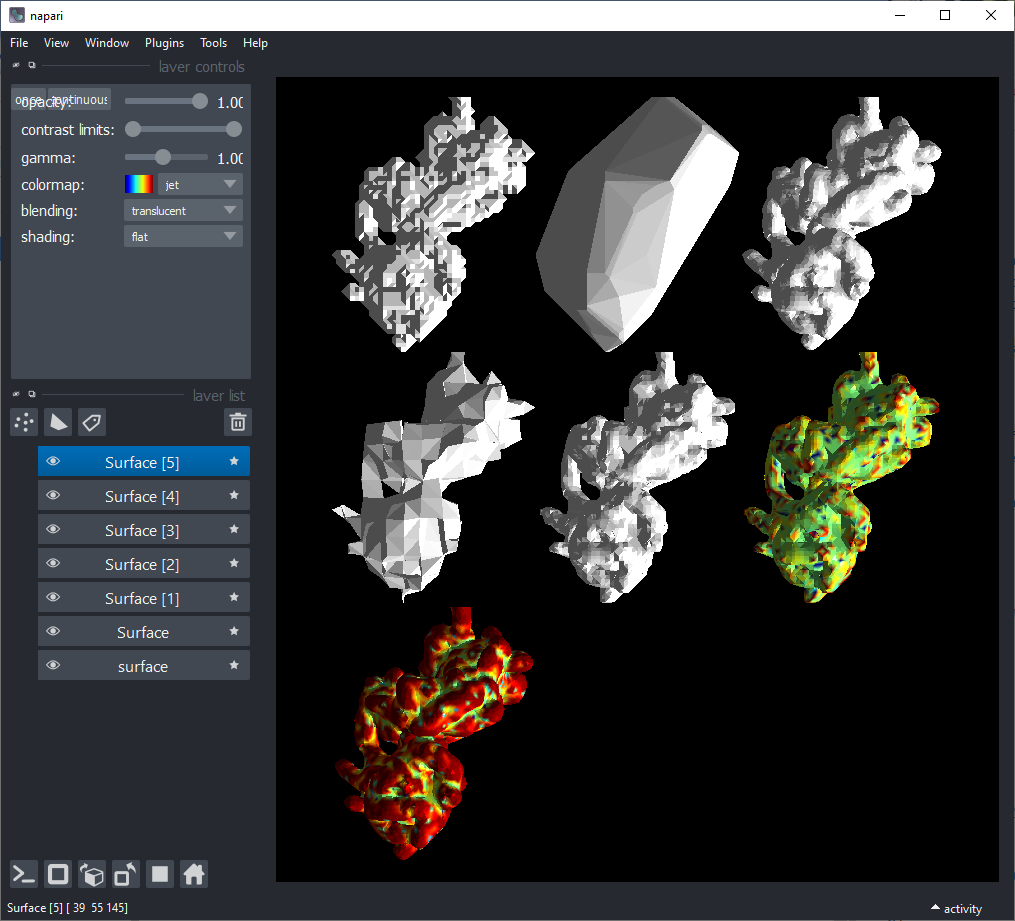 napari
File View Window Plugins Tools Help
layer controls
once continuous
opacity: 1.00
contrast limits:
gamma: 1.00
colormap: jet
blending: translucent
shading: flat
layer list
Surface [5]
Surface [4]
Surface [3]
Surface [2]
Surface [1]
Surface
surface
Surface [5] [ 39 55 145]
activity